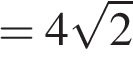 = 4√2